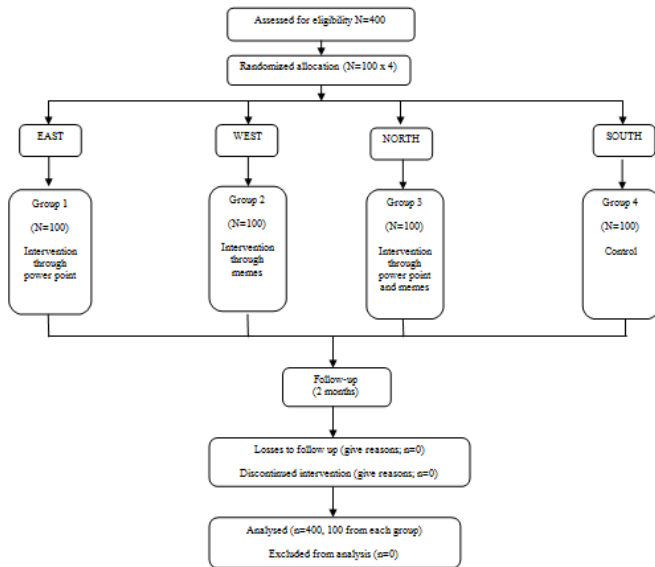 Assessed for eligibility N=400
Randomized allocation (N=100 x 4)
EAST
WEST
NORTH
SOUTH
Group 1
(N=100)
Intervention
through
power point
Group 2
(N=100)
Intervention
through
memes
Group 3
(N=100)
Intervention
through power
point and memes
Group 4
(N=100)
Control
Follow-up
(2 months)
Losses to follow up (give reasons; n=0)
Discontinued intervention (give reasons; n=0)
Analysed (n=400, 100 from each group)
Excluded from analysis (n=0)